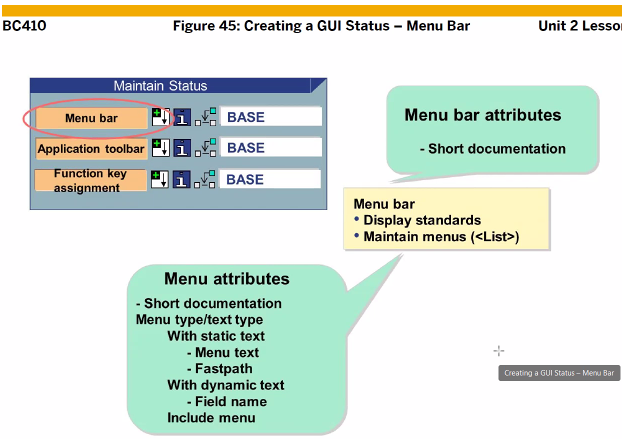 BC410
Figure 45: Creating a GUI Status – Menu Bar
Unit 2 Lesson
Maintain Status
Menu bar
i
BASE
Application toolbar
i
BASE
Function key
assignment
i
BASE
Menu bar attributes
- Short documentation
Menu bar
• Display standards
• Maintain menus (<List>)
Menu attributes
- Short documentation
Menu type/text type
With static text
- Menu text
- Fastpath
With dynamic text
- Field name
Include menu
Creating a GUI Status – Menu Bar